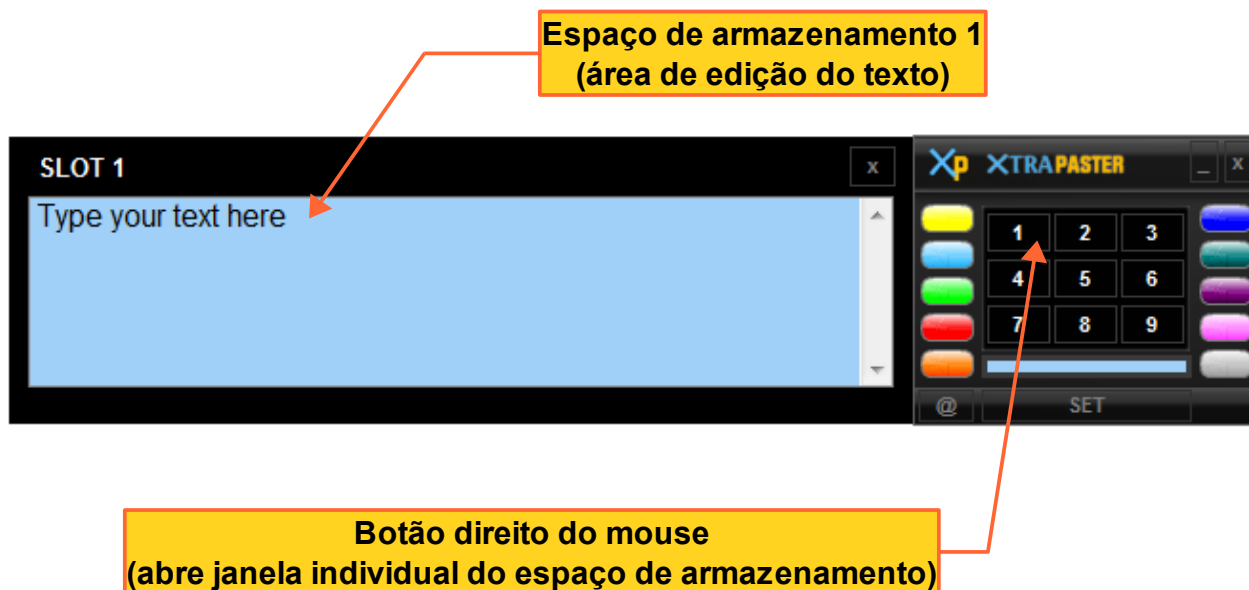 Espaço de armazenamento 1
(área de edição do texto)
SLOT 1
x
Xp XTRAPASTER _ x
Type your text here
1 2 3
4 5 6
7 8 9
@ SET
Botão direito do mouse
(abre janela individual do espaço de armazenamento)